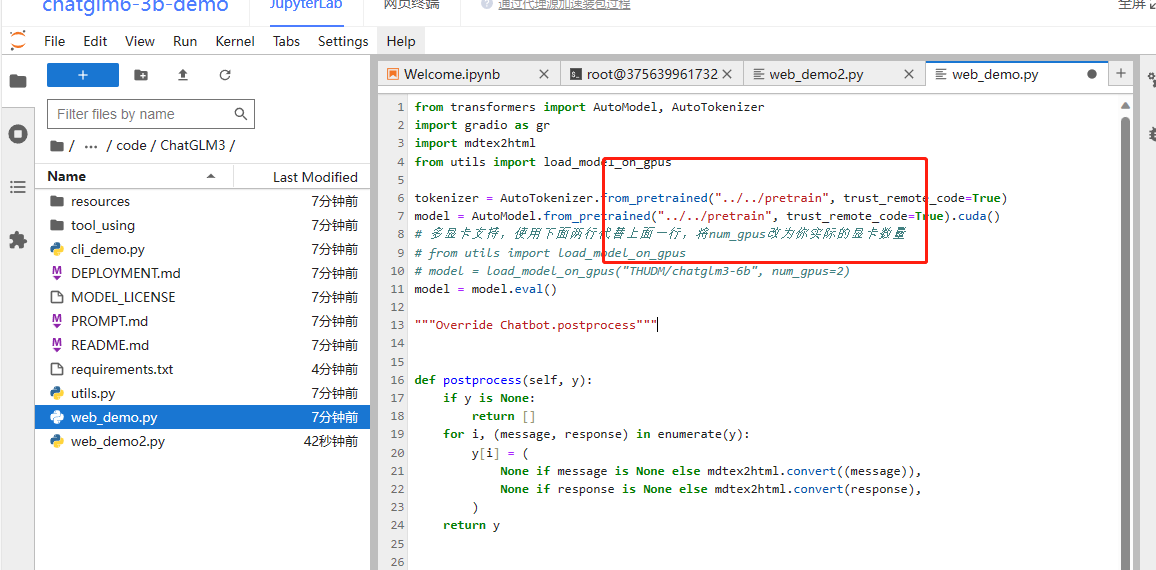 chatglm6-3b-demo JupyterLab 网页终端 通过代理源加速装包过程 全屏
File Edit View Run Kernel Tabs Settings Help
+
Filter files by name
/ ... / code / ChatGLM3 /
Name Last Modified
resources 7分钟前
tool_using 7分钟前
cli_demo.py 7分钟前
DEPLOYMENT.md 7分钟前
MODEL_LICENSE 7分钟前
PROMPT.md 7分钟前
README.md 7分钟前
requirements.txt 4分钟前
utils.py 7分钟前
web_demo.py 7分钟前
web_demo2.py 42秒钟前
Welcome.ipynb root@375639961732 web_demo2.py web_demo.py +
1 from transformers import AutoModel, AutoTokenizer
2 import gradio as gr
3 import mdtex2html
4 from utils import load_model_on_gpus
5
6 tokenizer = AutoTokenizer.from_pretrained("../../pretrain", trust_remote_code=True)
7 model = AutoModel.from_pretrained("../../pretrain", trust_remote_code=True).cuda()
8 # 多显卡支持，使用下面两行代替上面一行，将num_gpus改为你实际的显卡数量
9 # from utils import load_model_on_gpus
10 # model = load_model_on_gpus("THUDM/chatglm3-6b", num_gpus=2)
11 model = model.eval()
12
13 """Override Chatbot.postprocess"""
14
15
16 def postprocess(self, y):
17 if y is None:
18 return []
19 for i, (message, response) in enumerate(y):
20 y[i] = (
21 None if message is None else mdtex2html.convert((message)),
22 None if response is None else mdtex2html.convert(response),
23 )
24 return y
25
26